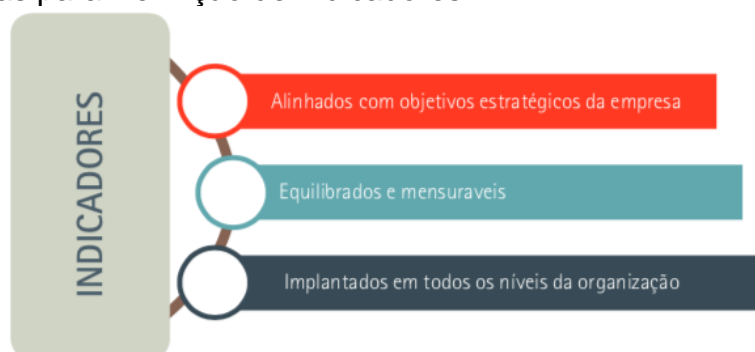 INDICADORES
Alinhados com objetivos estratégicos da empresa
Equilibrados e mensuraveis
Implantados em todos os níveis da organização